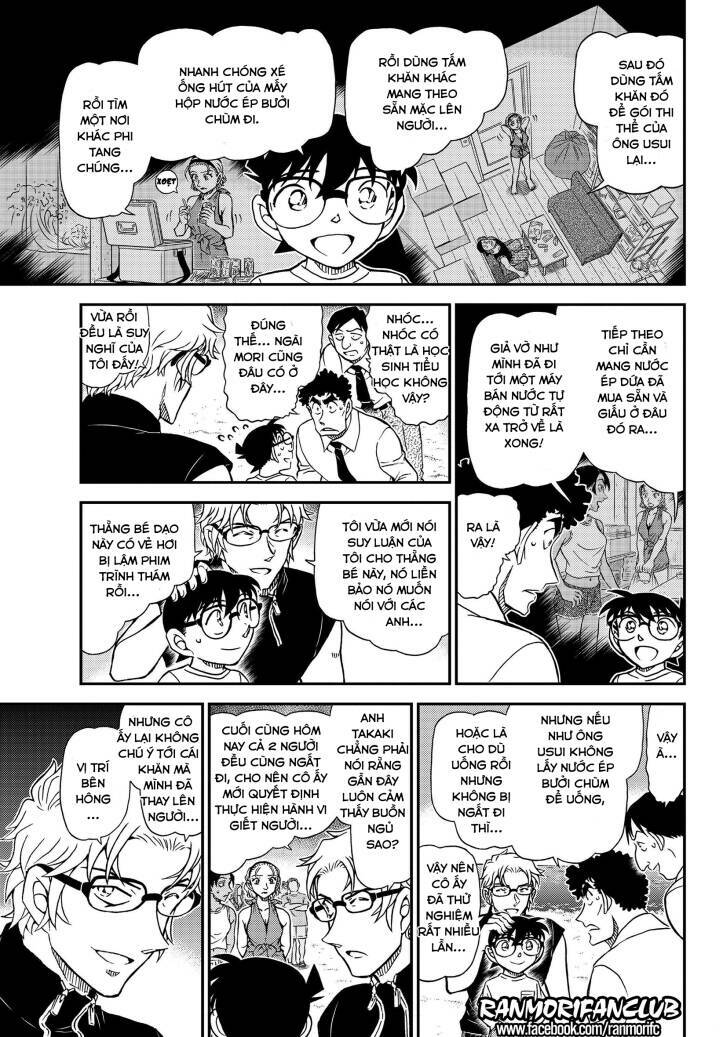 SAU ĐÓ
DÙNG TẤM
KHĂN ĐÓ
ĐỂ GÓI THI
THỂ CỦA
CỦA ÔNG USUI
LẠI...
RỒI DÙNG TẤM
KHĂN KHÁC
MANG THEO
SẴN MẶC LÊN
NGƯỜI...
NHANH CHÓNG XÉ
ỐNG HÚT CỦA MẤY
HỘP NƯỚC ÉP BƯỞI
CHÙM ĐI.
RỒI TÌM
MỘT NƠI
KHÁC PHI
TANG
CHỨNG...
XOẸT
TIẾP THEO
CHỈ CẦN
MANG NƯỚC
ÉP DỨA ĐÃ
MUA SẴN VÀ
GIẤU Ở ĐÂU
ĐÓ RA...
GIẢ VỜ NHƯ
MÌNH ĐÃ ĐI
TỚI MỘT MÁY
BÁN NƯỚC TỰ
ĐỘNG TỪ RẤT
XA TRỞ VỀ LÀ
XONG!
RA LÀ
VẬY!
NHÓC...
NHÓC CÓ
THẬT LÀ HỌC
SINH TIỂU
HỌC KHÔNG
VẬY?
ĐÚNG
THẾ... NGÀI
MORI CŨNG
ĐÂU CÓ Ở
ĐÂY...
VỪA RỒI
ĐỀU LÀ SUY
NGHĨ CỦA
TÔI ĐẤY!
TÔI VỪA MỚI NÓI
SUY LUẬN CỦA
TÔI CHO THẰNG
BÉ NÀY, NÓ LIỀN
BẢO NÓ MUỐN
NÓI VỚI CÁC
ANH...
THẰNG BÉ DẠO
NÀY CÓ VẺ HƠI
BỊ LẬM PHIM
TRINH THÁM
RỒI...
VẬY
À...
NHƯNG NẾU
NHƯ ÔNG
USUI KHÔNG
LẤY NƯỚC ÉP
BƯỞI CHÙM ĐỂ
UỐNG,
HOẶC LÀ
CHO DÙ
UỐNG RỒI
NHƯNG
KHÔNG BỊ
NGẤT ĐI
THÌ...
VẬY NÊN
CÔ ẤY
ĐÃ THỬ
NGHIỆM
RẤT NHIỀU
LẦN...
ANH
TAKAKI
CHẲNG PHẢI
NÓI RẰNG
GẦN ĐÂY
LUÔN CẢM
THẤY BUỒN
NGỦ
SAO?
CUỐI CÙNG HÔM
NAY CẢ 2 NGƯỜI
ĐỀU CÙNG NGẤT
ĐI, CHO NÊN CÔ ẤY
MỚI QUYẾT ĐỊNH
THỰC HIỆN HÀNH VI
GIẾT NGƯỜI...
NHƯNG CÔ
ẤY LẠI KHÔNG
CHÚ Ý TỚI CÁI
KHĂN MÀ MÌNH
ĐÃ THAY LÊN
NGƯỜI...
VỊ TRÍ
BÊN
HÔNG...
RANMORIFANCLUB
www.facebook.com/ranmorifc